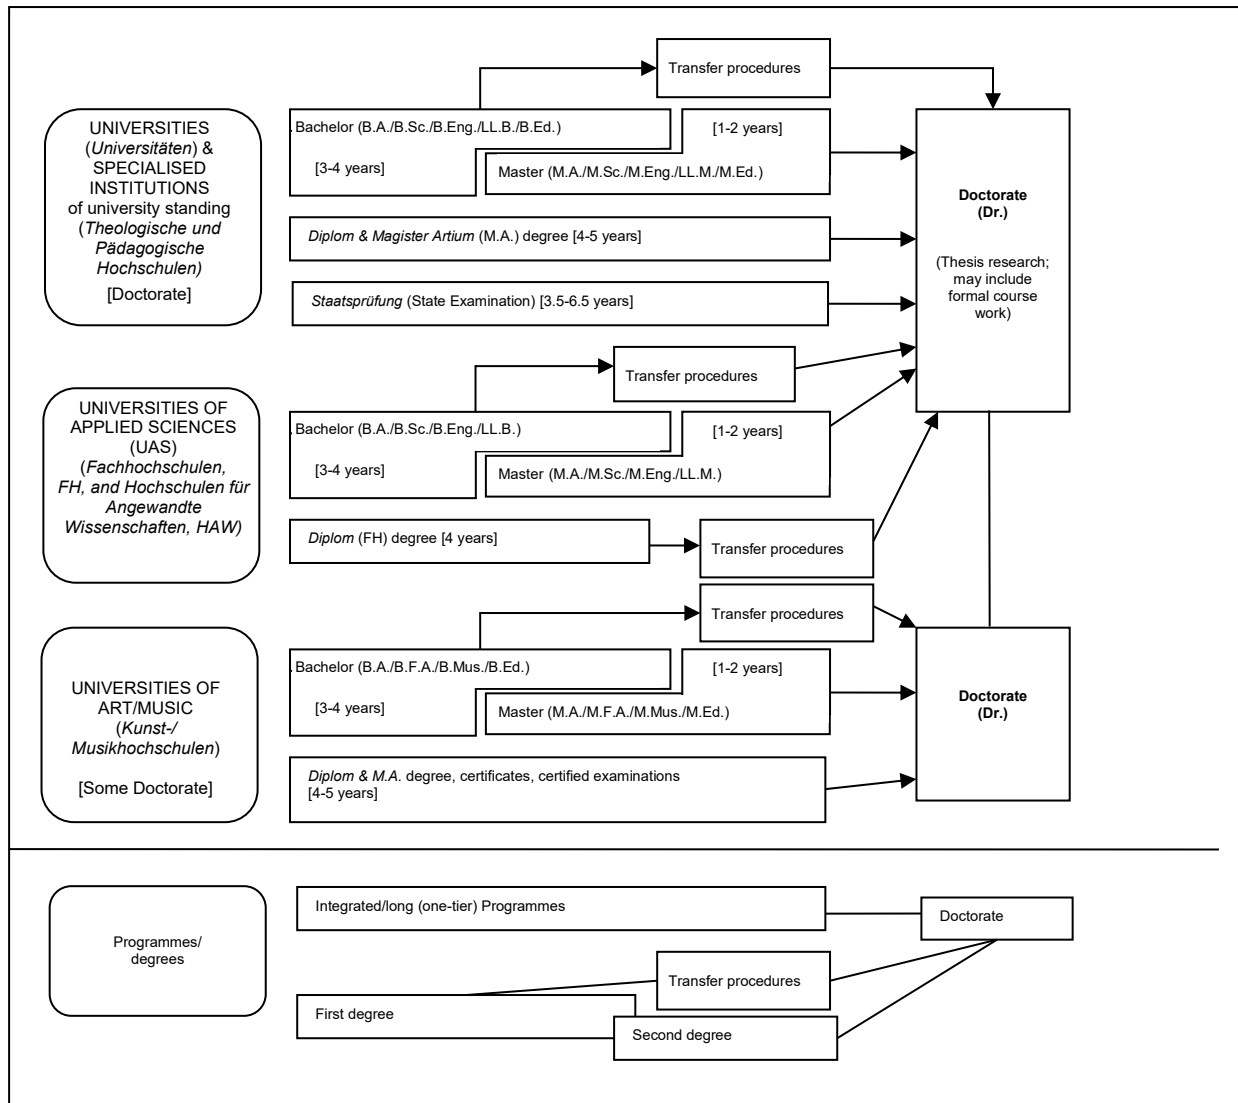 Transfer procedures
UNIVERSITIES
(Universitäten) &
SPECIALISED
INSTITUTIONS
of university standing
(Theologische und
Pädagogische
Hochschulen)
[Doctorate]
. Bachelor (B.A./B.Sc./B.Eng./LL.B./B.Ed.)
[3-4 years]
[1-2 years]
Master (M.A./M.Sc./M.Eng./LL.M./M.Ed.)
Diplom & Magister Artium (M.A.) degree [4-5 years]
Staatsprüfung (State Examination) [3.5-6.5 years]
Doctorate
(Dr.)
(Thesis research;
may include
formal course
work)
Transfer procedures
UNIVERSITIES OF
APPLIED SCIENCES
(UAS)
(Fachhochschulen,
FH, and Hochschulen für
Angewandte
Wissenschaften, HAW)
. Bachelor (B.A./B.Sc./B.Eng./LL.B.)
[3-4 years]
[1-2 years]
Master (M.A./M.Sc./M.Eng./LL.M.)
Diplom (FH) degree [4 years]
Transfer procedures
Transfer procedures
UNIVERSITIES OF
ART/MUSIC
(Kunst-/
Musikhochschulen)
[Some Doctorate]
. Bachelor (B.A./B.F.A./B.Mus./B.Ed.)
[3-4 years]
[1-2 years]
Master (M.A./M.F.A./M.Mus./M.Ed.)
Diplom & M.A. degree, certificates, certified examinations
[4-5 years]
Doctorate
(Dr.)
Programmes/
degrees
Integrated/long (one-tier) Programmes
Doctorate
Transfer procedures
First degree
Second degree